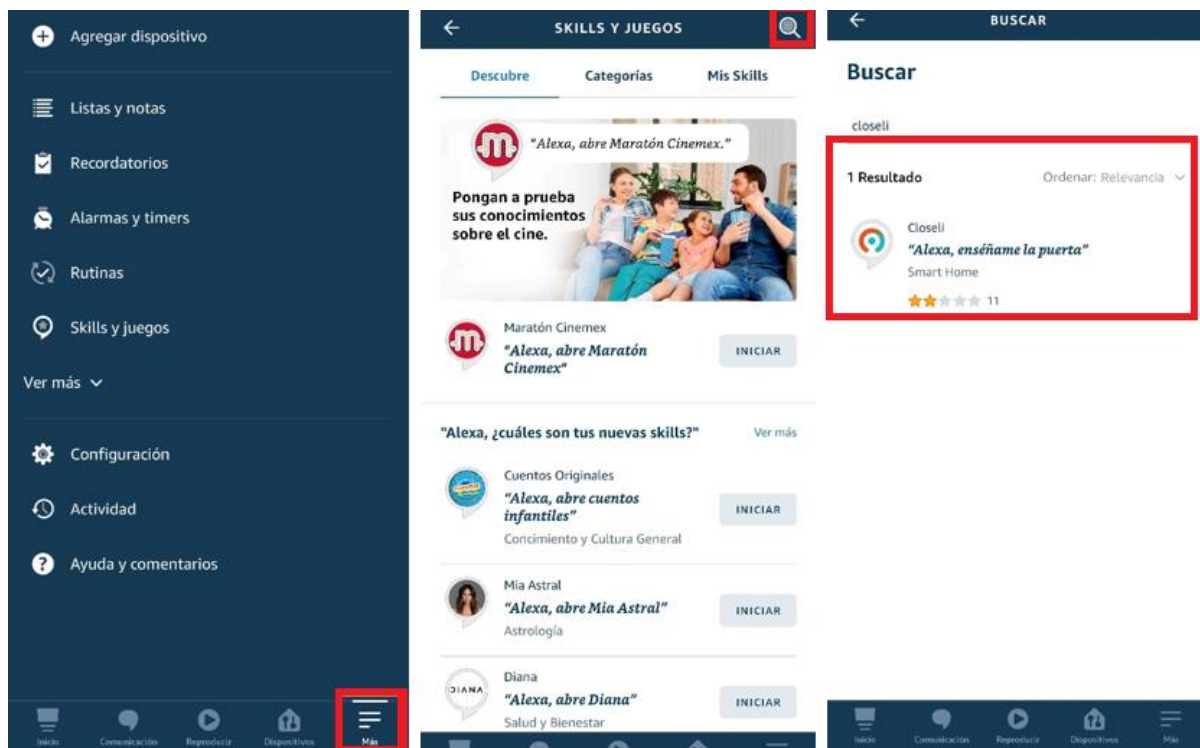 Agregar dispositivo
Listas y notas
Recordatorios
Alarmas y timers
Rutinas
Skills y juegos
Ver más
Configuración
Actividad
Ayuda y comentarios
Inicio
Comunicación
Reproducir
Dispositivos
Más
SKILLS Y JUEGOS
Descubre
Categorías
Mis Skills
"Alexa, abre Maratón Cinemex."
Pongan a prueba
sus conocimientos
sobre el cine.
Maratón Cinemex
"Alexa, abre Maratón
Cinemex"
INICIAR
"Alexa, ¿cuáles son tus nuevas skills?"
Ver más
Cuentos Originales
"Alexa, abre cuentos
infantiles"
INICIAR
Concimiento y Cultura General
Mia Astral
"Alexa, abre Mia Astral"
INICIAR
Astrología
DIANA
Diana
"Alexa, abre Diana"
INICIAR
Salud y Bienestar
BUSCAR
Buscar
closeli
1 Resultado
Ordenar: Relevancia
Closeli
"Alexa, enséñame la puerta"
Smart Home
11
Inicio
Comunicación
Reproducir
Dispositivos
Más